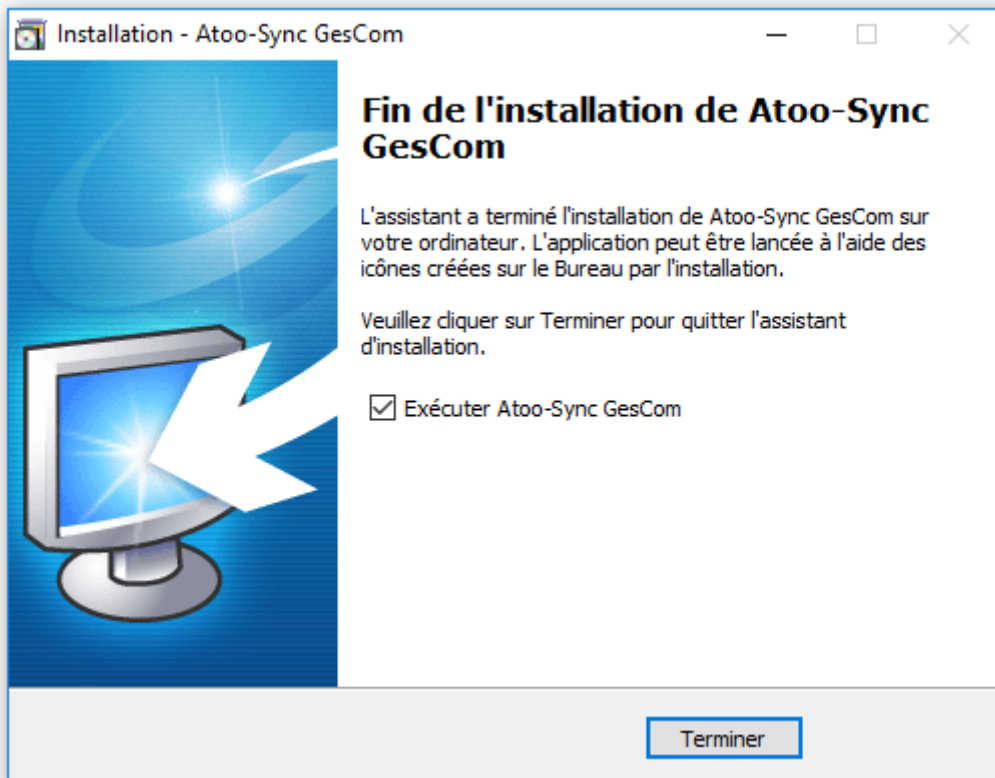 Installation - Atoo-Sync GesCom
Fin de l'installation de Atoo-Sync
GesCom
L'assistant a terminé l'installation de Atoo-Sync GesCom sur
votre ordinateur. L'application peut être lancée à l'aide des
icônes créées sur le Bureau par l'installation.
Veuillez cliquer sur Terminer pour quitter l'assistant
d'installation.
Exécuter Atoo-Sync GesCom
Terminer